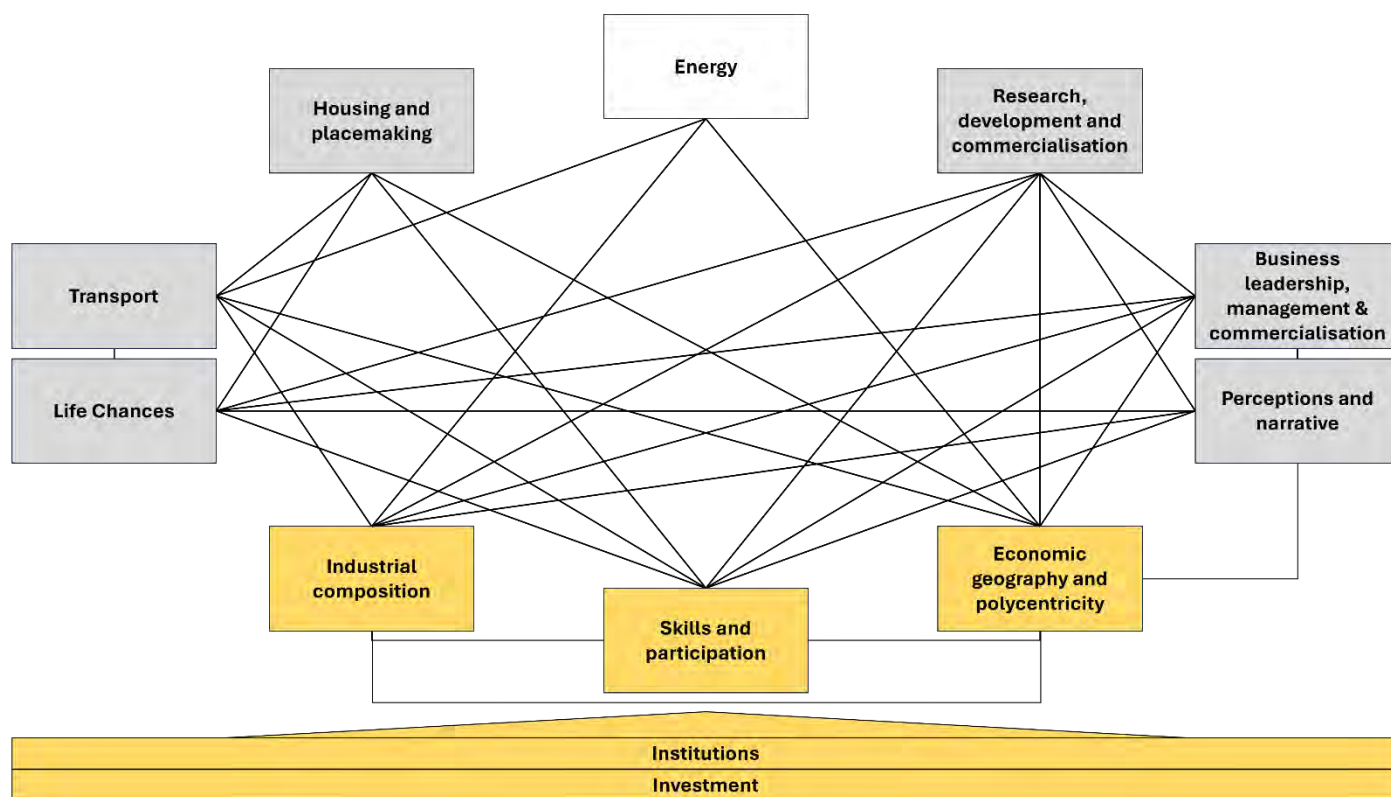 Energy
Housing and
placemaking
Research,
development and
commercialisation
Transport
Business
leadership,
management &
commercialisation
Life Chances
Perceptions and
narrative
Industrial
composition
Economic
geography and
polycentricity
Skills and
participation
Institutions
Investment